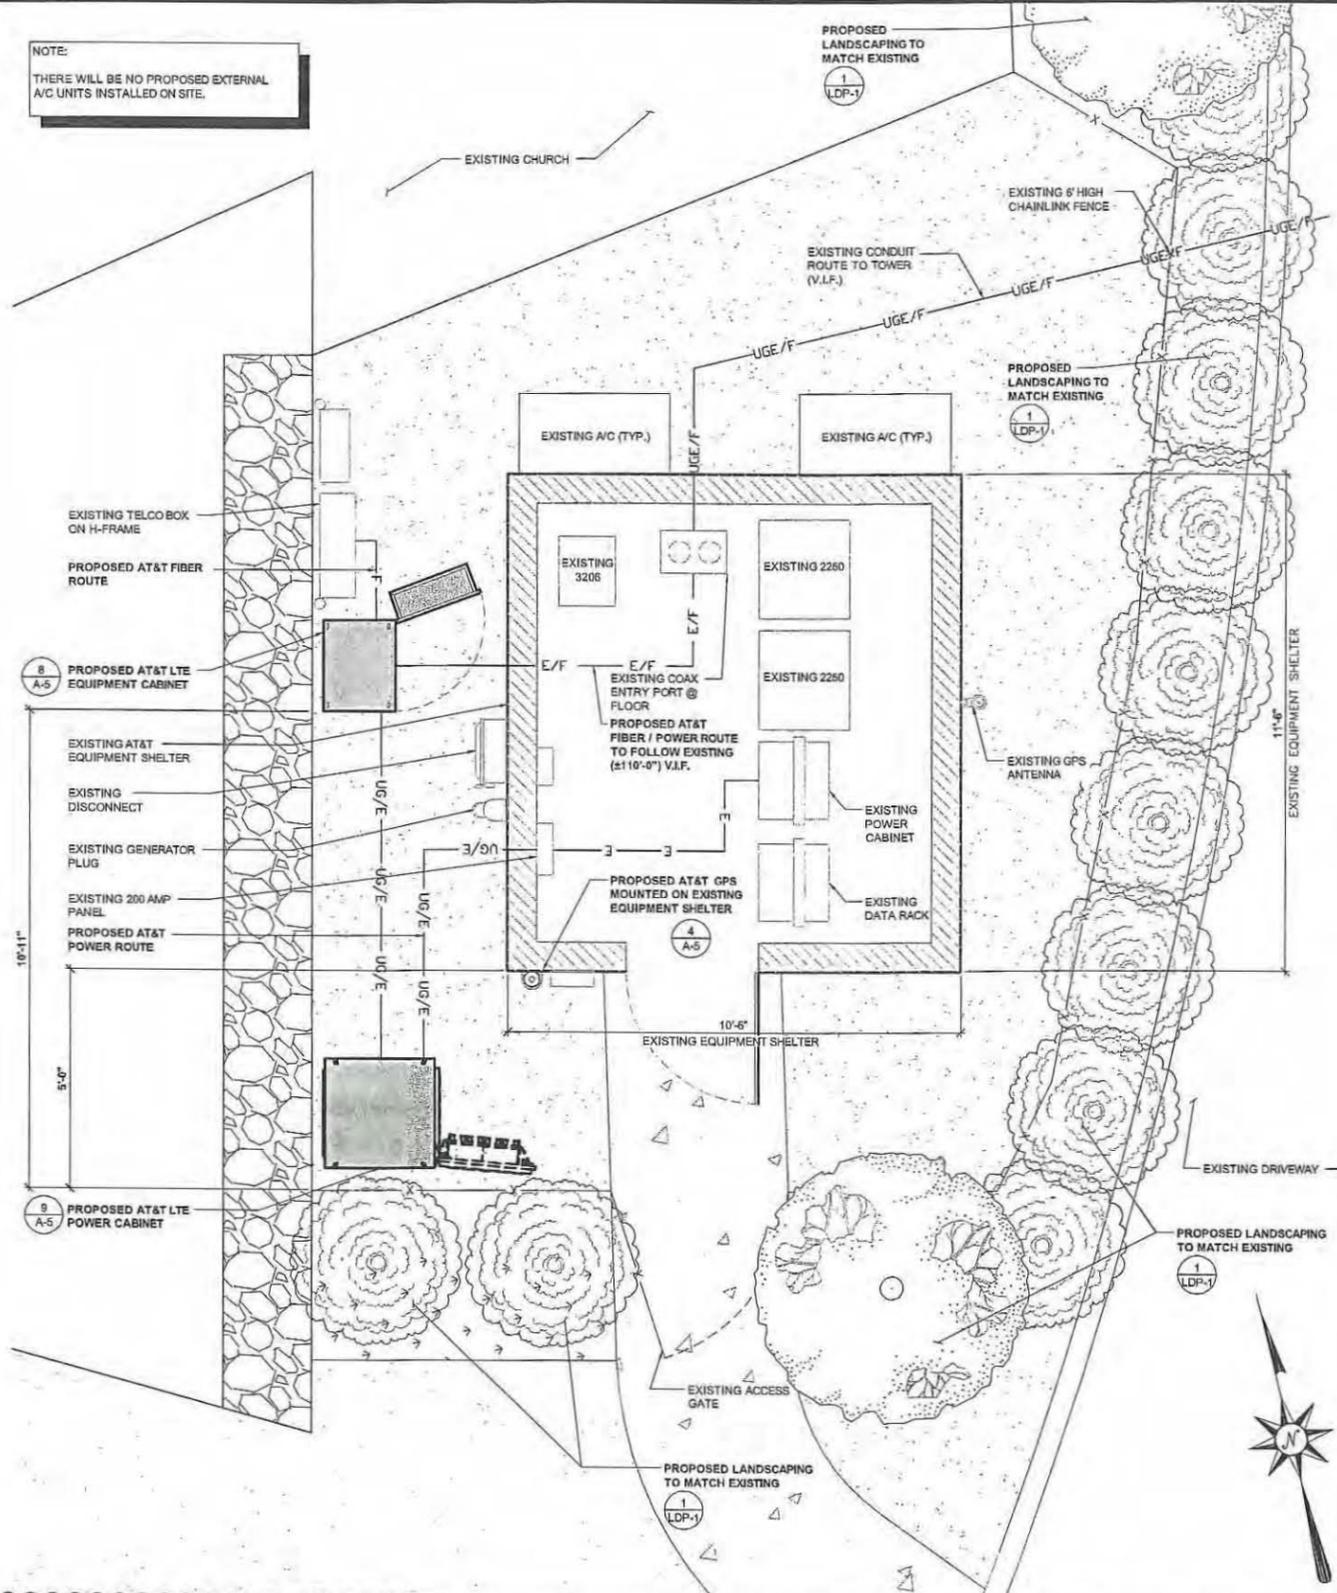 NOTE:
THERE WILL BE NO PROPOSED EXTERNAL
A/C UNITS INSTALLED ON SITE.
PROPOSED
LANDSCAPING TO
MATCH EXISTING
1
LDP-1
EXISTING CHURCH
X
EXISTING 6' HIGH
CHAINLINK FENCE
UGE/F
UGE/F
EXISTING CONDUIT
ROUTE TO TOWER
(V.I.F.)
UGE/F
UGE/F
UGE/F
X
PROPOSED
LANDSCAPING TO
MATCH EXISTING
1
LDP-1
EXISTING A/C (TYP.)
UGE/F
EXISTING A/C (TYP.)
EXISTING TELCO BOX
ON H-FRAME
PROPOSED AT&T FIBER
ROUTE
F
EXISTING
3206
EXISTING 2260
E/F
8
A-5
PROPOSED AT&T LTE
EQUIPMENT CABINET
E/F
E/F
EXISTING COAX
ENTRY PORT @
FLOOR
EXISTING 2260
11'-6"
EXISTING EQUIPMENT SHELTER
PROPOSED AT&T
FIBER / POWER ROUTE
TO FOLLOW EXISTING
(±110'-0") V.I.F.
EXISTING AT&T
EQUIPMENT SHELTER
EXISTING GPS
ANTENNA
EXISTING
DISCONNECT
UG/E
EXISTING
POWER
CABINET
E
EXISTING GENERATOR
PLUG
UG/E
E
E
UG/E
PROPOSED AT&T GPS
MOUNTED ON EXISTING
EQUIPMENT SHELTER
4
A-5
EXISTING
DATA RACK
EXISTING 200 AMP
PANEL
UG/E
PROPOSED AT&T
POWER ROUTE
10'-11"
UG/E
UG/E
10'-6"
EXISTING EQUIPMENT SHELTER
5'-0"
EXISTING DRIVEWAY
9
A-5
PROPOSED AT&T LTE
POWER CABINET
X
PROPOSED LANDSCAPING
TO MATCH EXISTING
1
LDP-1
EXISTING ACCESS
GATE
N
PROPOSED LANDSCAPING
TO MATCH EXISTING
1
LDP-1